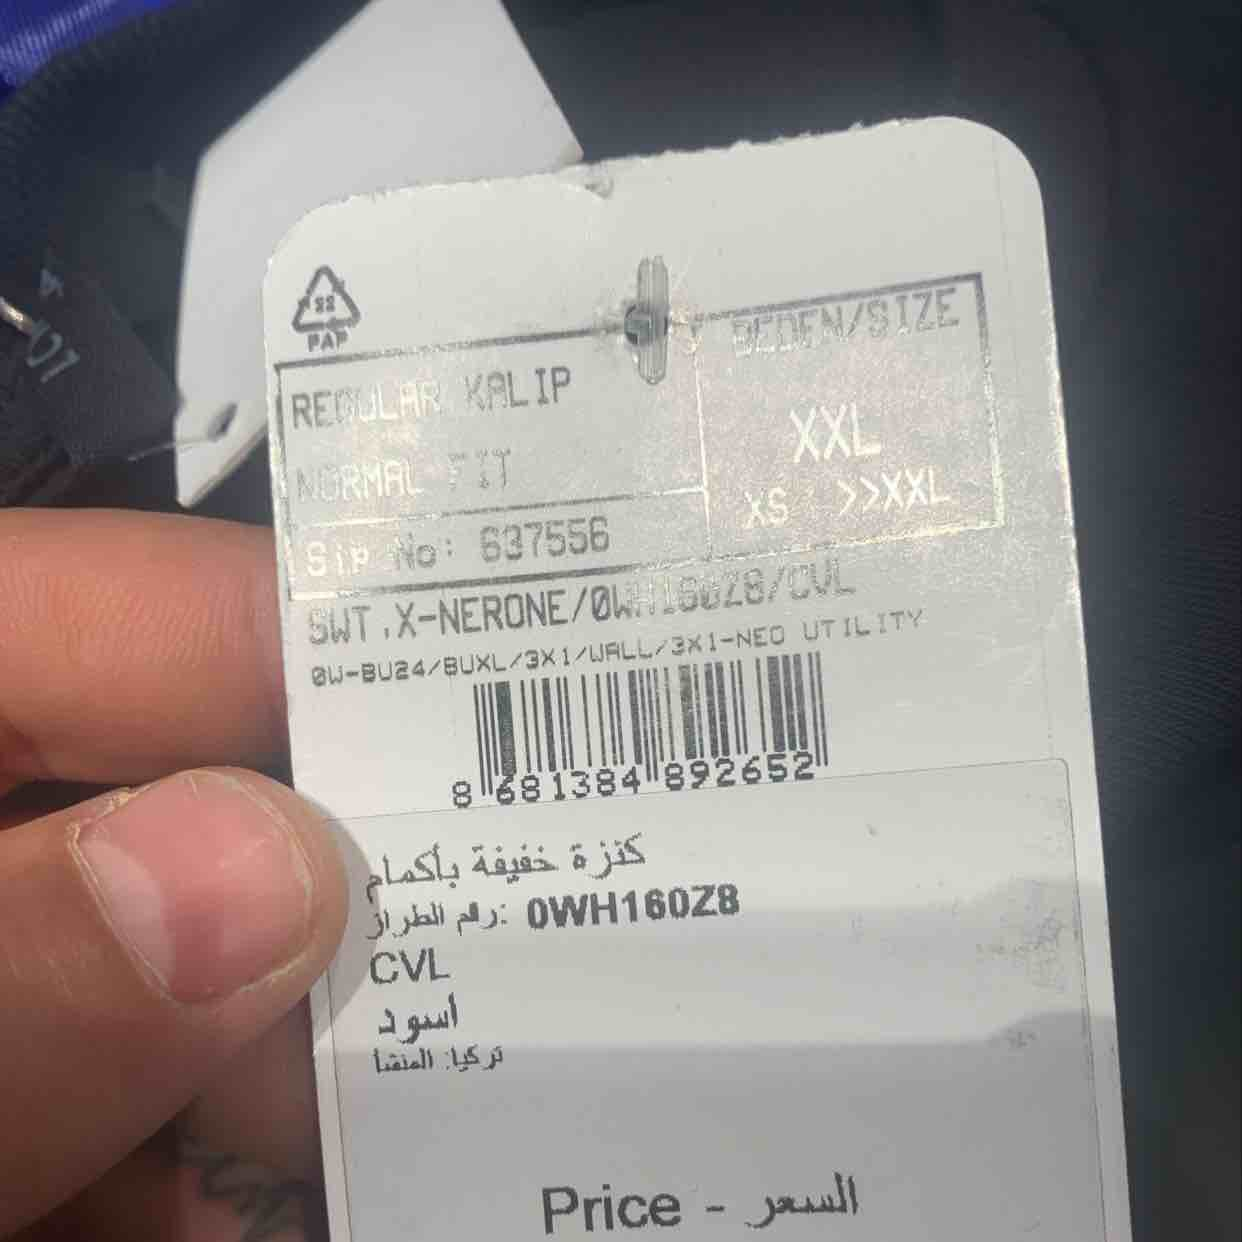 22
PAP
BEDEN/SIZE
REGULAR KALIP
NORMAL FIT
XXL
XS >>XXL
Sip No: 637556
SWT.X-NERONE/0WH160Z8/CVL
0W-BU24/BUXL/3X1/WALL/3X1-NEO UTILITY
8 681384 892652
كنزة خفيفة بأكمام
رقم الطراز: 0WH160Z8
CVL
اسود
تركيا: المنشأ
Price - السعر